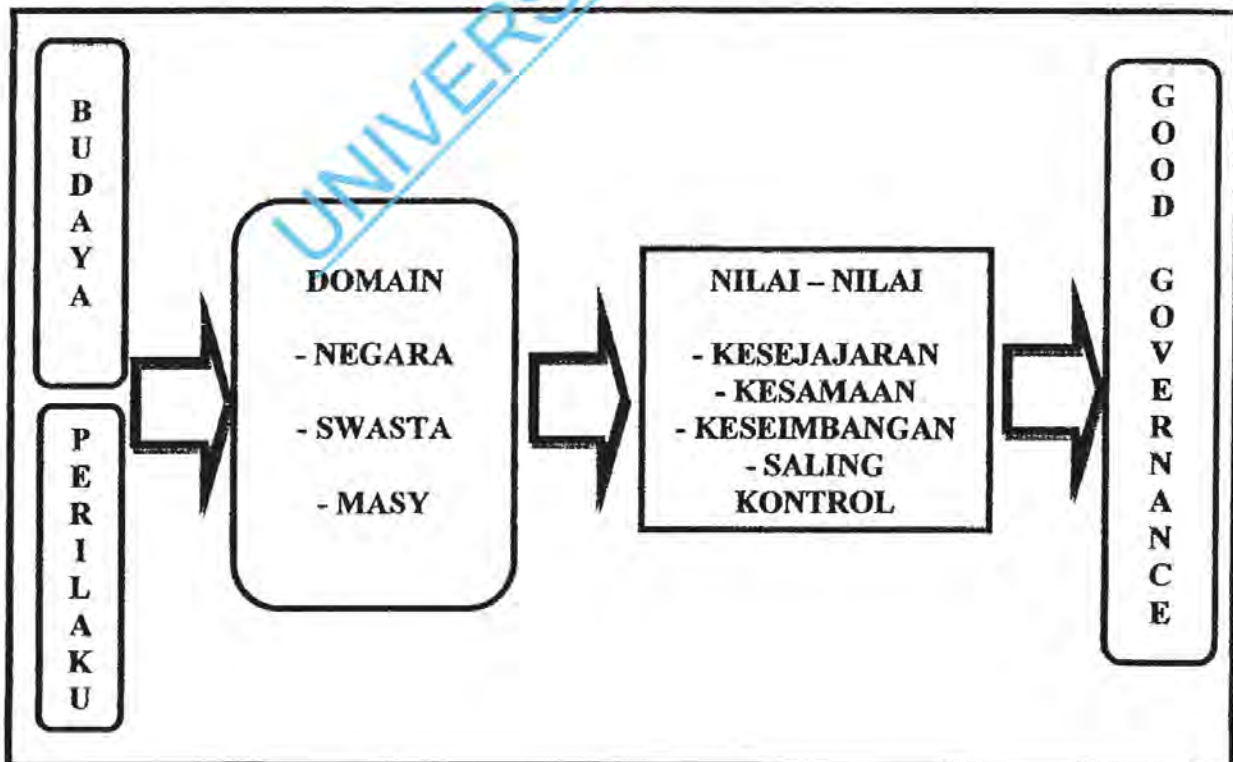 UNIVERS
BUDAYA
PERILAKU
DOMAIN
- NEGARA
- SWASTA
- MASY
NILAI – NILAI
- KESEJAJARAN
- KESAMAAN
- KESEIMBANGAN
- SALING
KONTROL
GOOD GOVERNANCE